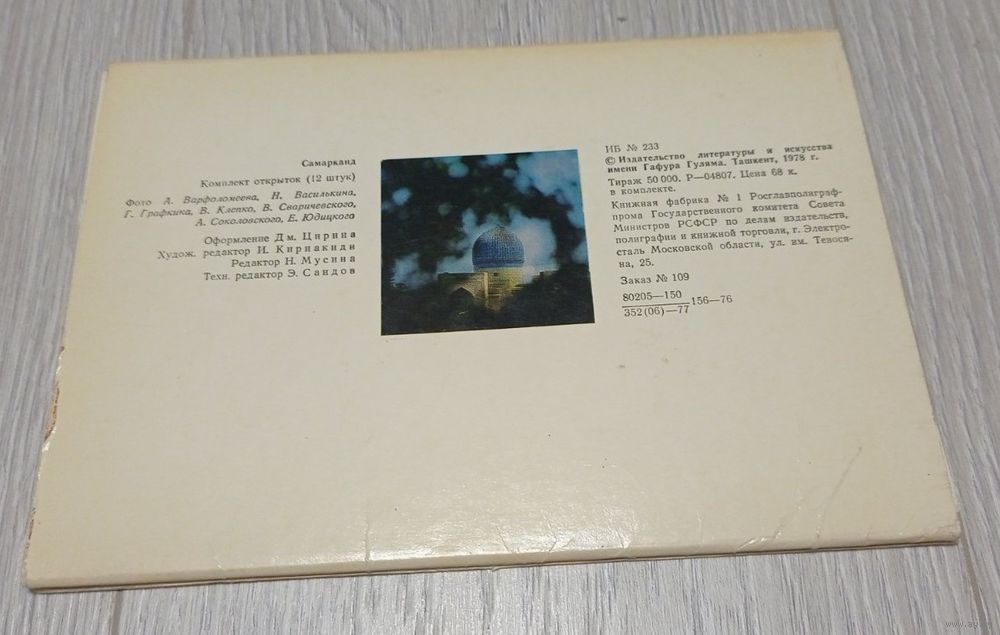 Самарканд
Комплект открыток (12 штук)
Фото А. Варфоломеева, Н. Василькина,
Г. Графкина, В. Клепко, В. Сваричевского,
А. Соколовского, Е. Юдицкого
Оформление Дм. Цирина
Худож. редактор И. Кириакиди
Редактор Н. Мусина
Техн. редактор Э. Саидов
ИБ № 233
© Издательство литературы и искусства
имени Гафура Гуляма. Ташкент, 1978 г.
Тираж 50 000. Р—04807. Цена 68 к.
в комплекте.
Книжная фабрика № 1 Росглавполиграф-
прома Государственного комитета Совета
Министров РСФСР по делам издательств,
полиграфии и книжной торговли, г. Электро-
сталь Московской области, ул. им. Тевося-
на, 25.
Заказ № 109
80205—150
352(06)—77
156—76